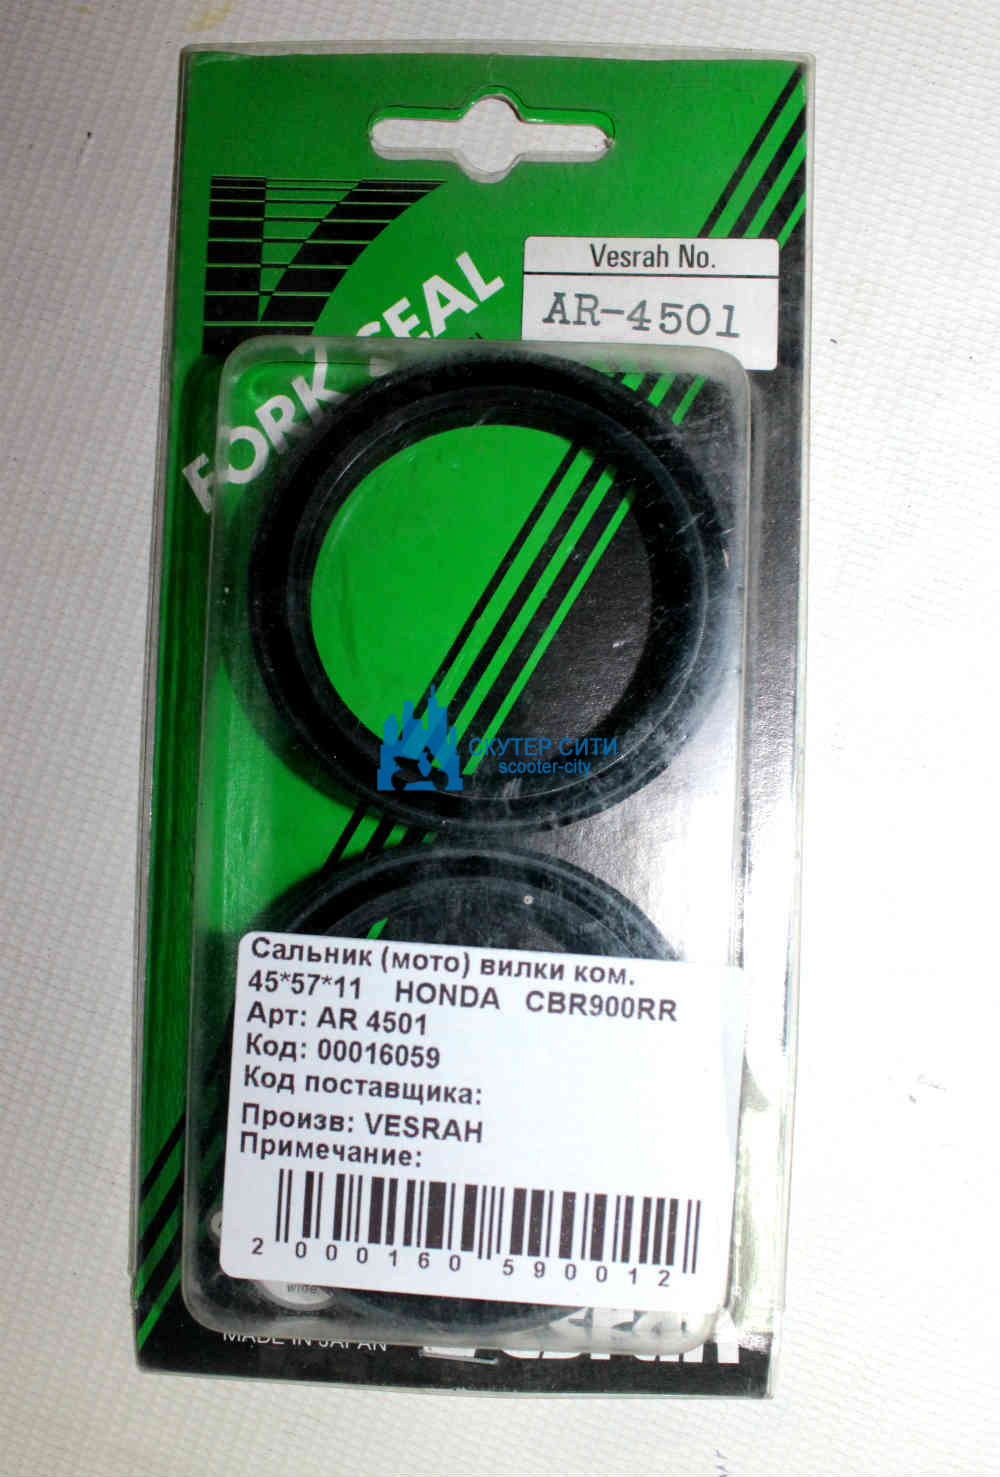 Vesrah No.
AR-4501
FORK SEAL
СКУТЕР СИТИ
scooter-city
Сальник (мото) вилки ком.
45*57*11 HONDA CBR900RR
Арт: AR 4501
Код: 00016059
Код поставщика:
Произв: VESRAH
Примечание:
2 000160 590012
MADE IN JAPAN